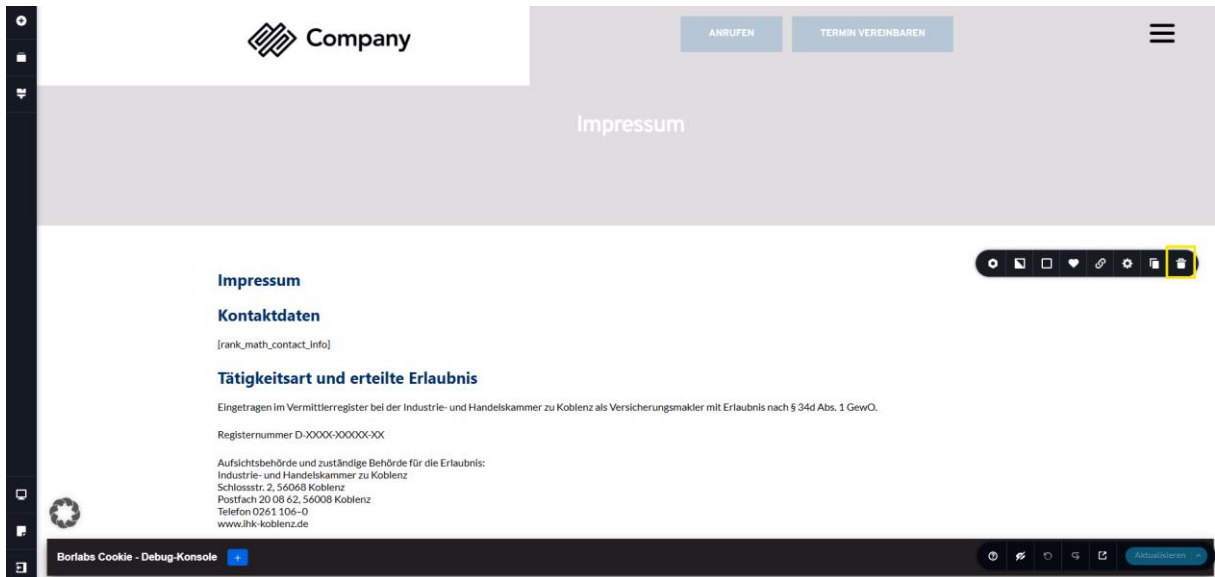 Company
ANRUFEN
TERMIN VEREINBAREN
Impressum
Impressum
Kontaktdaten
[rank_math_contact_info]
Tätigkeitsart und erteilte Erlaubnis
Eingetragen im Vermittlerregister bei der Industrie- und Handelskammer zu Koblenz als Versicherungsmakler mit Erlaubnis nach § 34d Abs. 1 GewO.
Registernummer D-XXXX-XXXXX-XX
Aufsichtsbehörde und zuständige Behörde für die Erlaubnis:
Industrie- und Handelskammer zu Koblenz
Schlossstr. 2, 56068 Koblenz
Postfach 20 08 62, 56008 Koblenz
Telefon 0261 106–0
www.ihk-koblenz.de
Borlabs Cookie - Debug-Konsole +
Aktualisieren